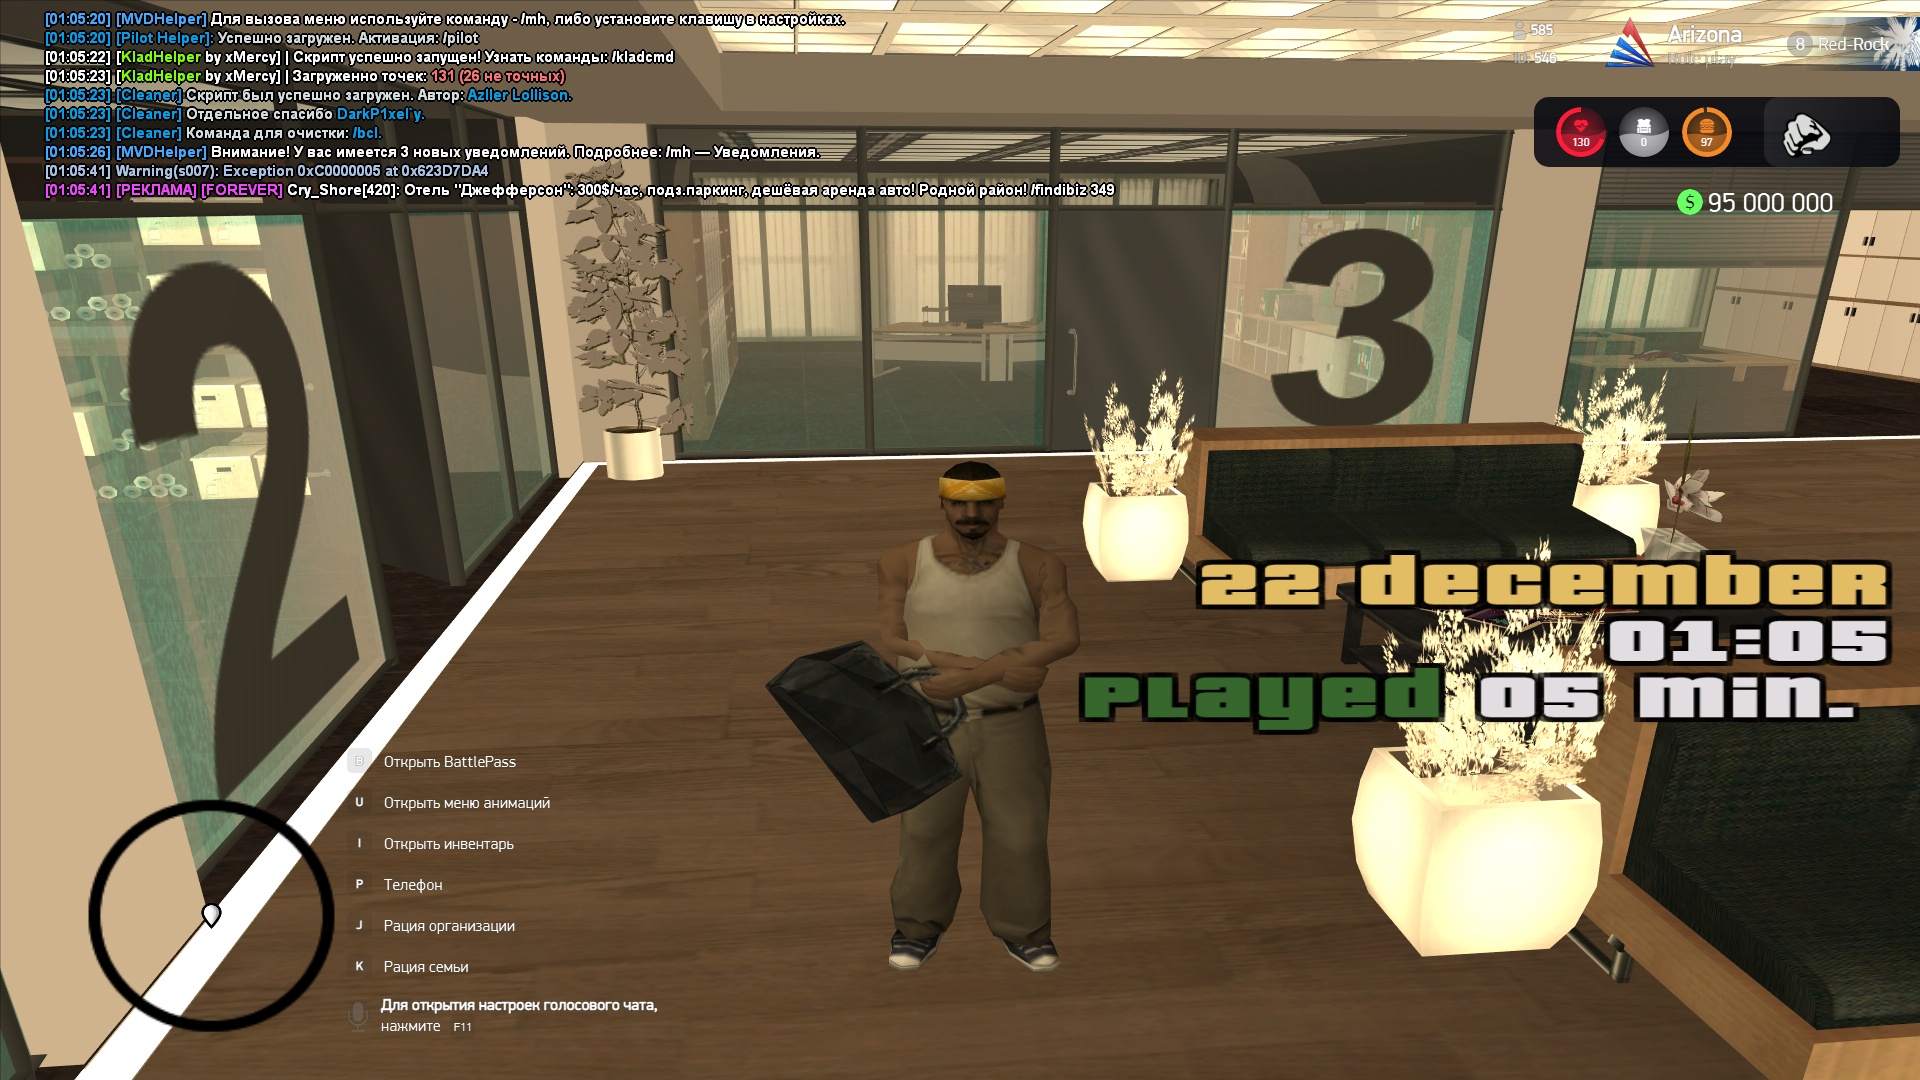 [01:05:20] [MVDHelper] Для вызова меню используйте команду - /mh, либо установите клавишу в настройках.
[01:05:20] [Pilot Helper]: Успешно загружен. Активация: /pilot
[01:05:22] [KladHelper by xMercy] | Скрипт успешно запущен! Узнать команды: /kladcmd
[01:05:23] [KladHelper by xMercy] | Загруженно точек: 131 (26 не точных)
[01:05:23] [Cleaner] Скрипт был успешно загружен. Автор: Azller Lollison.
[01:05:23] [Cleaner] Отдельное спасибо DarkP1xel'y.
[01:05:23] [Cleaner] Команда для очистки: /bcl.
[01:05:26] [MVDHelper] Внимание! У вас имеется 3 новых уведомлений. Подробнее: /mh — Уведомления.
[01:05:41] Warning(s007): Exception 0xC0000005 at 0x623D7DA4
[01:05:41] [РЕКЛАМА] [FOREVER] Cry_Shore[420]: Отель "Джефферсон": 300$/час, подз.паркинг, дешёвая аренда авто! Родной район! /findibiz 349
585
ID: 546
Arizona
Role play
8 Red-Rock
130
0
97
$ 95 000 000
2
3
22 december
01:05
Played 05 min.
B Открыть BattlePass
U Открыть меню анимаций
I Открыть инвентарь
P Телефон
J Рация организации
K Рация семьи
Для открытия настроек голосового чата,
нажмите F11